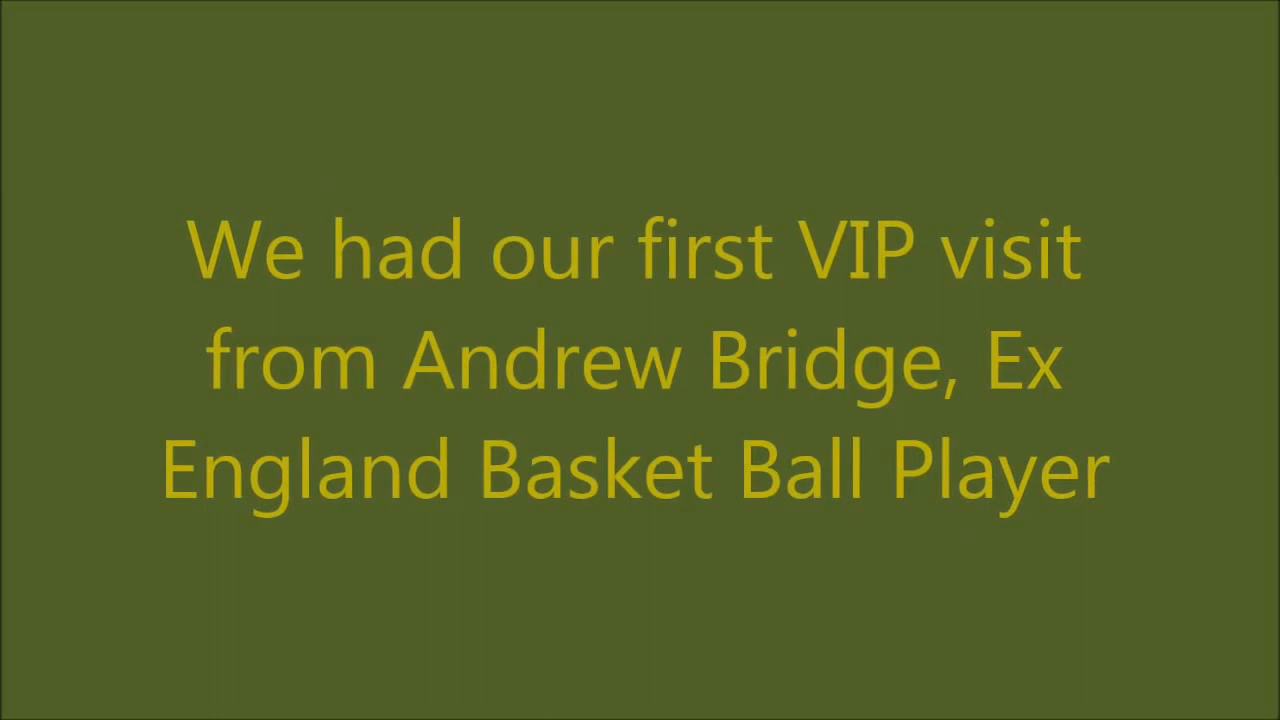 We had our first VIP visit
from Andrew Bridge, Ex
England Basket Ball Player